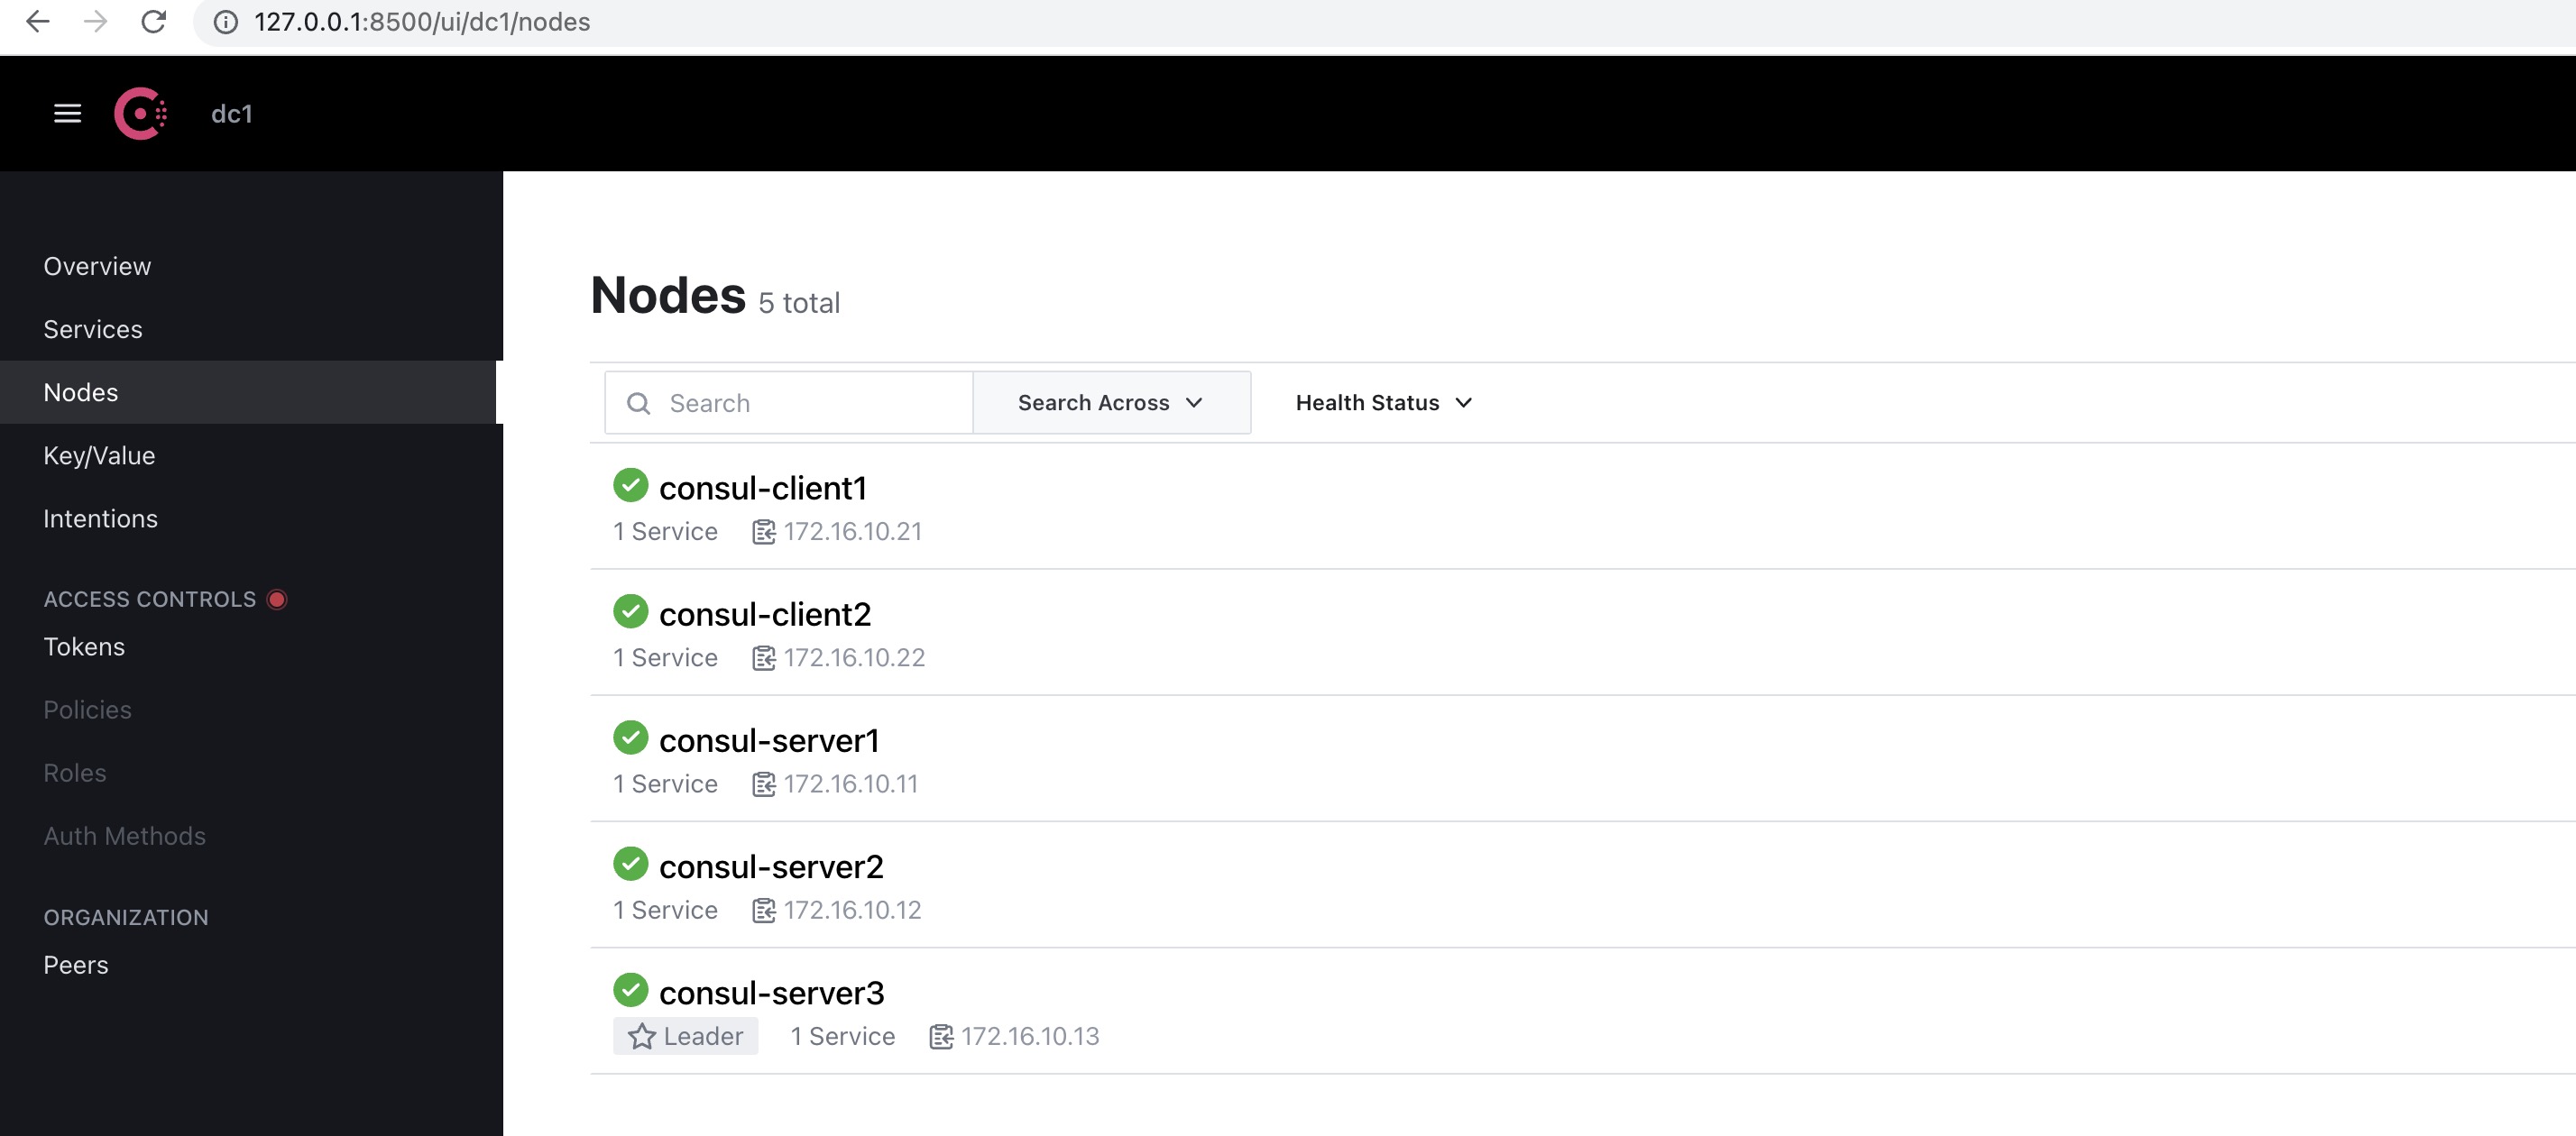 127.0.0.1:8500/ui/dc1/nodes
dc1
Overview
Services
Nodes
Key/Value
Intentions
ACCESS CONTROLS
Tokens
Policies
Roles
Auth Methods
ORGANIZATION
Peers
Nodes 5 total
Search Search Across Health Status
consul-client1
1 Service 172.16.10.21
consul-client2
1 Service 172.16.10.22
consul-server1
1 Service 172.16.10.11
consul-server2
1 Service 172.16.10.12
consul-server3
Leader 1 Service 172.16.10.13